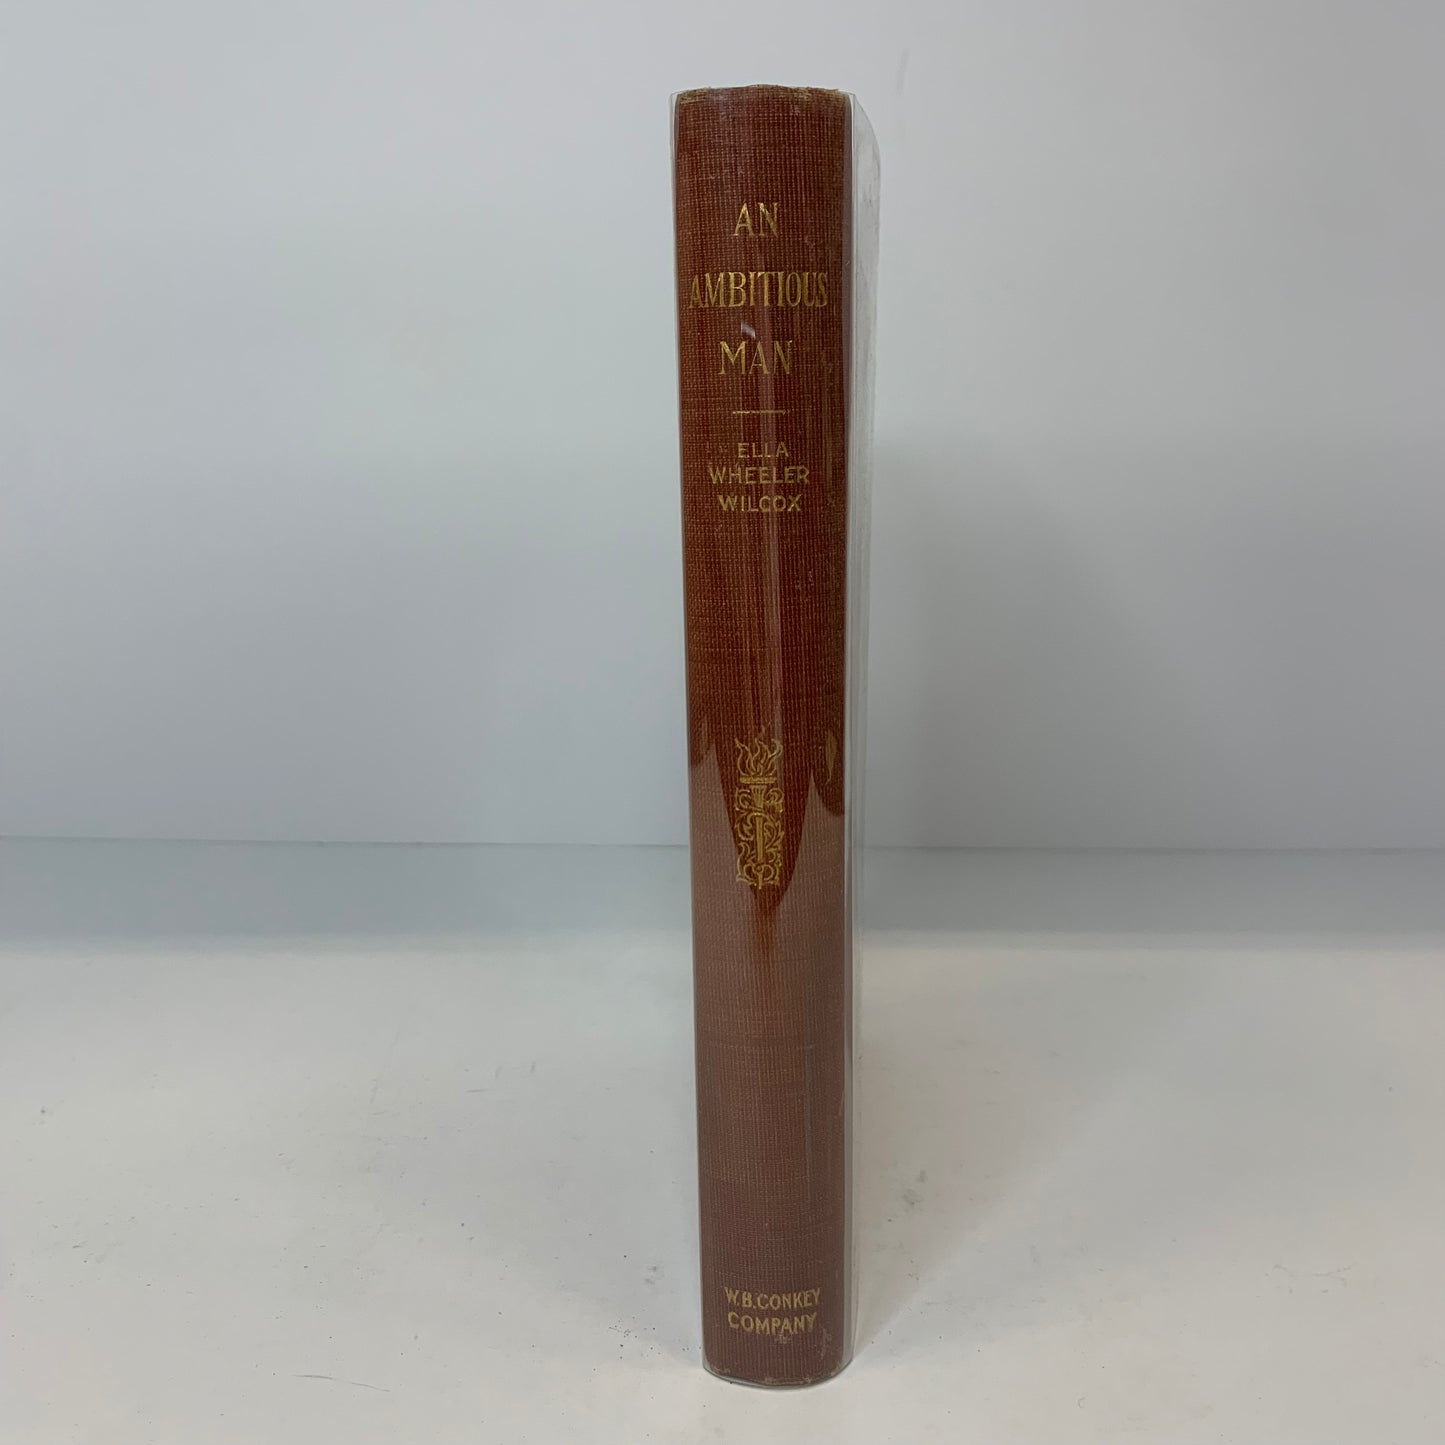 AN
AMBITIOUS
MAN
ELLA
WHEELER
WILCOX
W.B.CONKEY
COMPANY